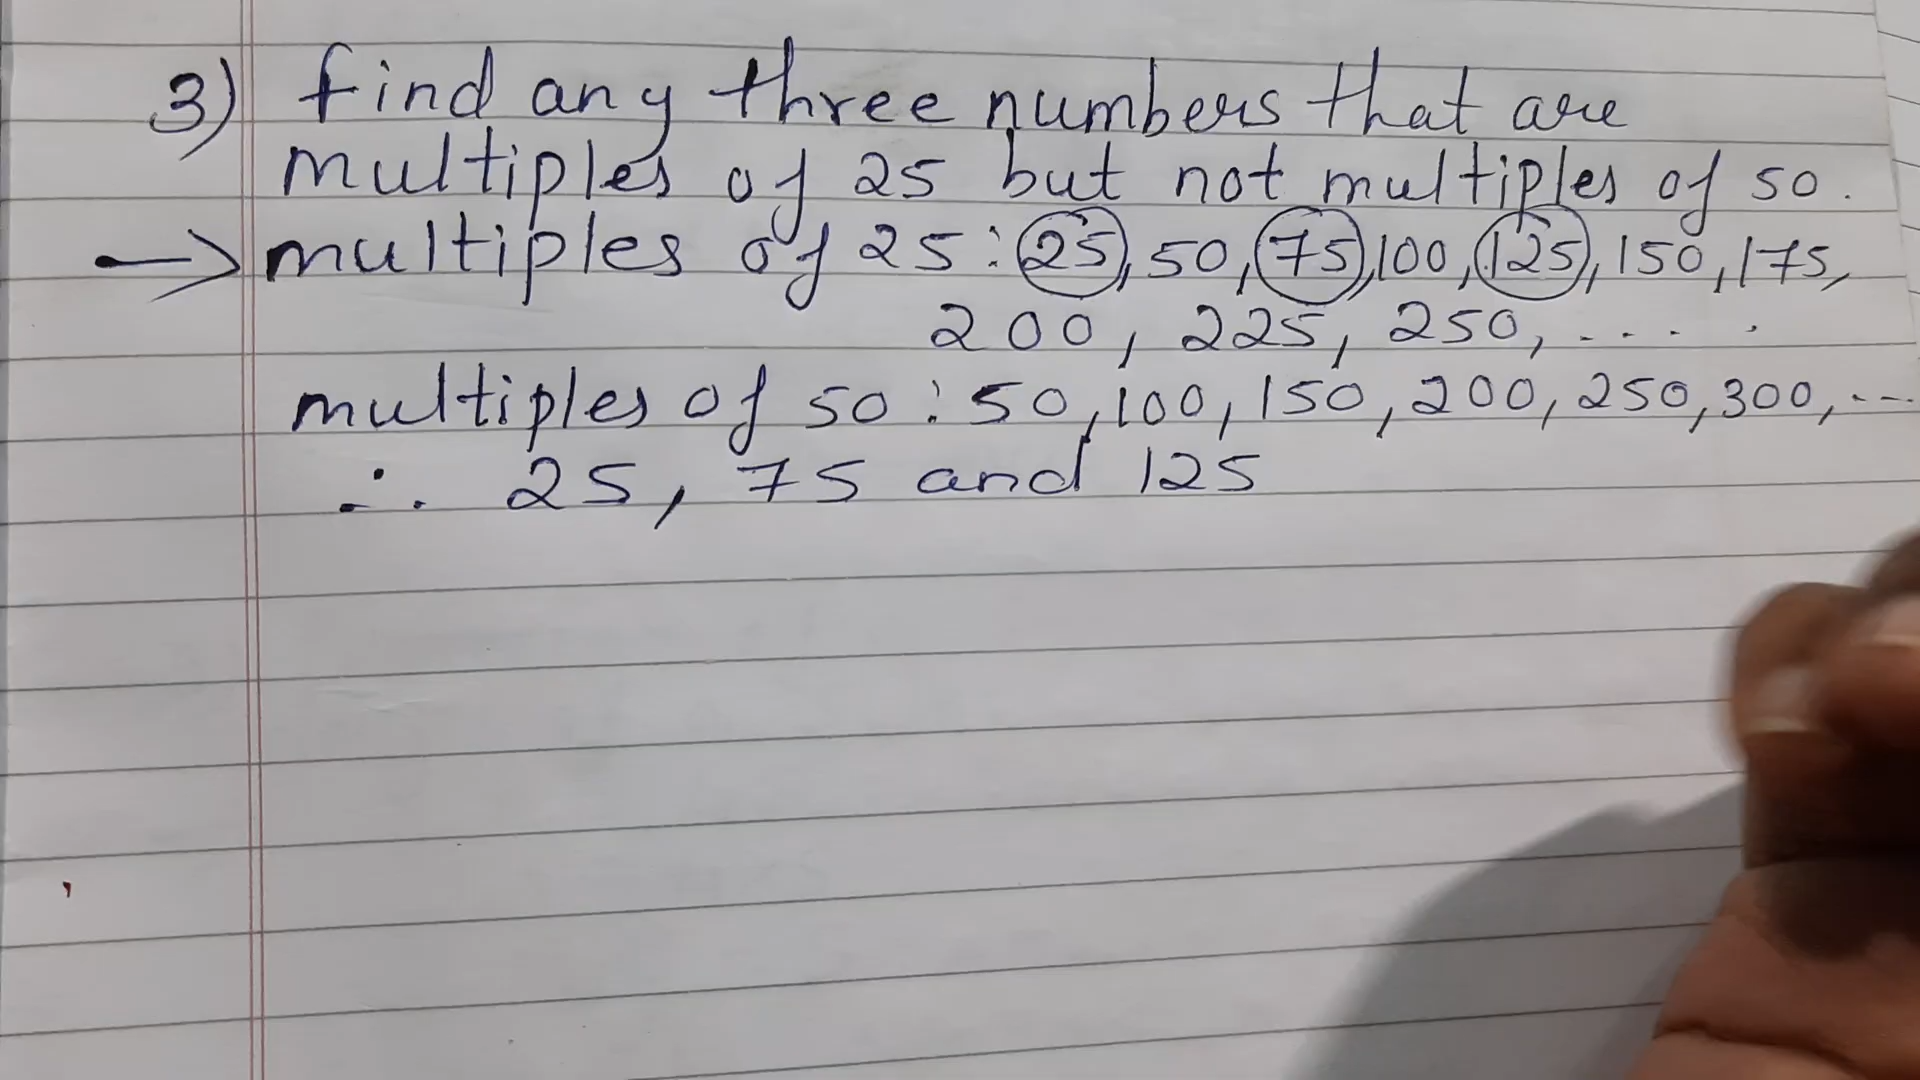 3) find any three numbers that are
multiples of 25 but not multiples of 50.
→ multiples of 25 : 25, 50, 75, 100, 125, 150, 175,
200, 225, 250, .....
multiples of 50 : 50, 100, 150, 200, 250, 300, ...
∴ 25, 75 and 125